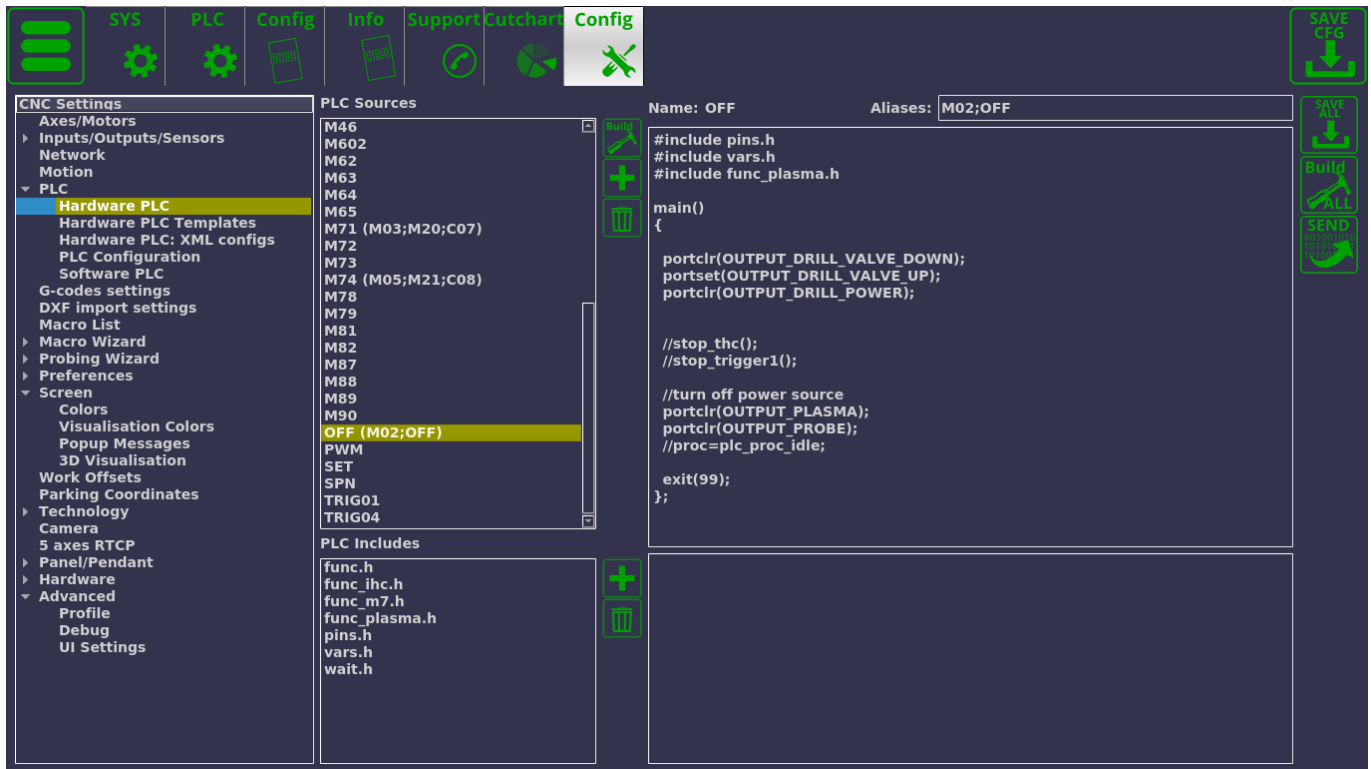 SYS
PLC
Config
Info
Support
Cutchart
Config
SAVE
CFG
CNC Settings
Axes/Motors
Inputs/Outputs/Sensors
Network
Motion
PLC
Hardware PLC
Hardware PLC Templates
Hardware PLC: XML configs
PLC Configuration
Software PLC
G-codes settings
DXF import settings
Macro List
Macro Wizard
Probing Wizard
Preferences
Screen
Colors
Visualisation Colors
Popup Messages
3D Visualisation
Work Offsets
Parking Coordinates
Technology
Camera
5 axes RTCP
Panel/Pendant
Hardware
Advanced
Profile
Debug
UI Settings
PLC Sources
M46
M602
M62
M63
M64
M65
M71 (M03;M20;C07)
M72
M73
M74 (M05;M21;C08)
M78
M79
M81
M82
M87
M88
M89
M90
OFF (M02;OFF)
PWM
SET
SPN
TRIG01
TRIG04
Build
PLC Includes
func.h
func_ihc.h
func_m7.h
func_plasma.h
pins.h
vars.h
wait.h
Name: OFF
Aliases: M02;OFF
#include pins.h
#include vars.h
#include func_plasma.h
main()
{
portclr(OUTPUT_DRILL_VALVE_DOWN);
portset(OUTPUT_DRILL_VALVE_UP);
portclr(OUTPUT_DRILL_POWER);
//stop_thc();
//stop_trigger1();
//turn off power source
portclr(OUTPUT_PLASMA);
portclr(OUTPUT_PROBE);
//proc=plc_proc_idle;
exit(99);
};
SAVE
ALL
Build
ALL
SEND